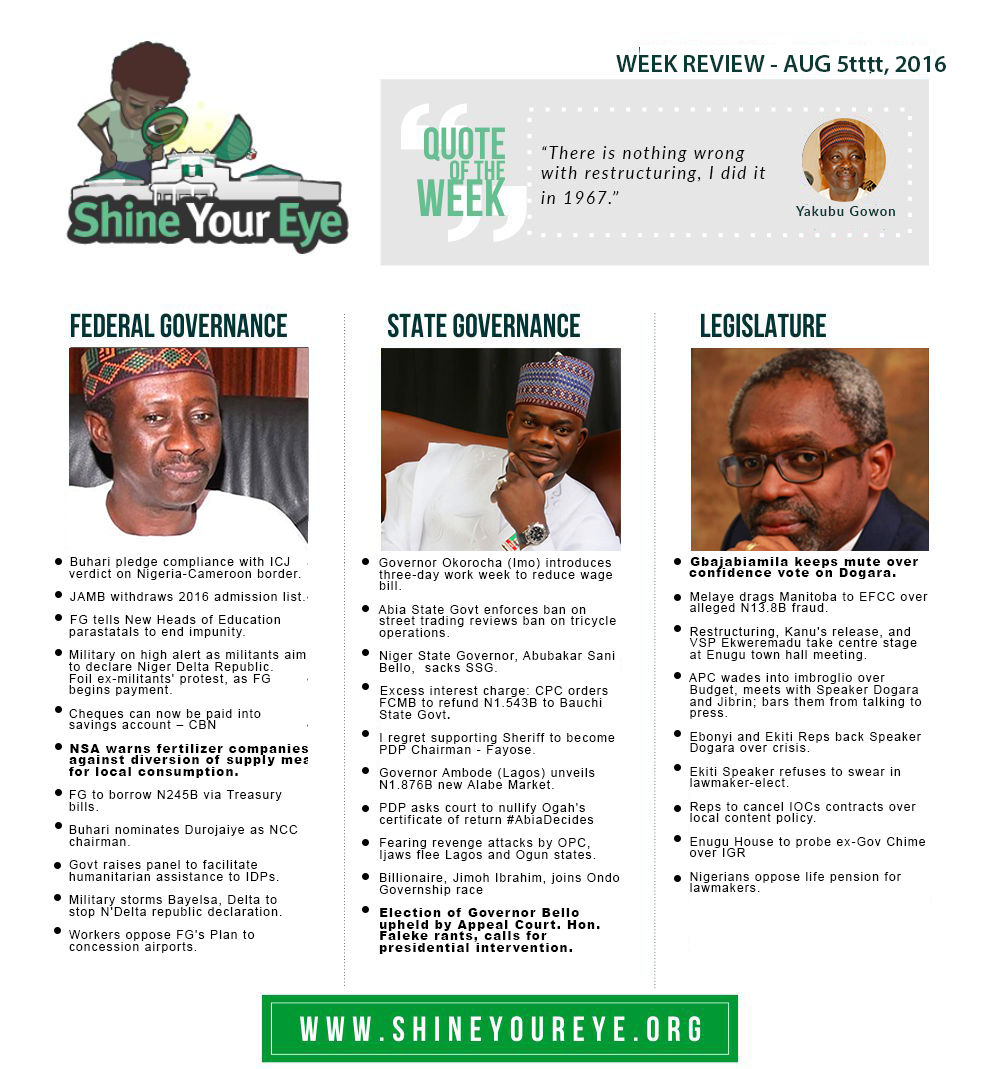 WEEK REVIEW - AUG 5tttt, 2016
Shine Your Eye
QUOTE
OF THE
WEEK
“There is nothing wrong
with restructuring, I did it
in 1967.”
Yakubu Gowon
FEDERAL GOVERNANCE
Buhari pledge compliance with ICJ
verdict on Nigeria-Cameroon border.
JAMB withdraws 2016 admission list.
FG tells New Heads of Education
parastatals to end impunity.
Military on high alert as militants aim
to declare Niger Delta Republic.
Foil ex-militants' protest, as FG
begins payment.
Cheques can now be paid into
savings account – CBN
NSA warns fertilizer companies
against diversion of supply mea
for local consumption.
FG to borrow N245B via Treasury
bills.
Buhari nominates Durojaiye as NCC
chairman.
Govt raises panel to facilitate
humanitarian assistance to IDPs.
Military storms Bayelsa, Delta to
stop N'Delta republic declaration.
Workers oppose FG's Plan to
concession airports.
STATE GOVERNANCE
Governor Okorocha (Imo) introduces
three-day work week to reduce wage
bill.
Abia State Govt enforces ban on
street trading reviews ban on tricycle
operations.
Niger State Governor, Abubakar Sani
Bello, sacks SSG.
Excess interest charge: CPC orders
FCMB to refund N1.543B to Bauchi
State Govt.
I regret supporting Sheriff to become
PDP Chairman - Fayose.
Governor Ambode (Lagos) unveils
N1.876B new Alabe Market.
PDP asks court to nullify Ogah's
certificate of return #AbiaDecides
Fearing revenge attacks by OPC,
Ijaws flee Lagos and Ogun states.
Billionaire, Jimoh Ibrahim, joins Ondo
Governship race
Election of Governor Bello
upheld by Appeal Court. Hon.
Faleke rants, calls for
presidential intervention.
LEGISLATURE
Gbajabiamila keeps mute over
confidence vote on Dogara.
Melaye drags Manitoba to EFCC over
alleged N13.8B fraud.
Restructuring, Kanu's release, and
VSP Ekweremadu take centre stage
at Enugu town hall meeting.
APC wades into imbroglio over
Budget, meets with Speaker Dogara
and Jibrin; bars them from talking to
press.
Ebonyi and Ekiti Reps back Speaker
Dogara over crisis.
Ekiti Speaker refuses to swear in
lawmaker-elect.
Reps to cancel IOCs contracts over
local content policy.
Enugu House to probe ex-Gov Chime
over IGR
Nigerians oppose life pension for
lawmakers.
WWW.SHINEYOUREYE.ORG